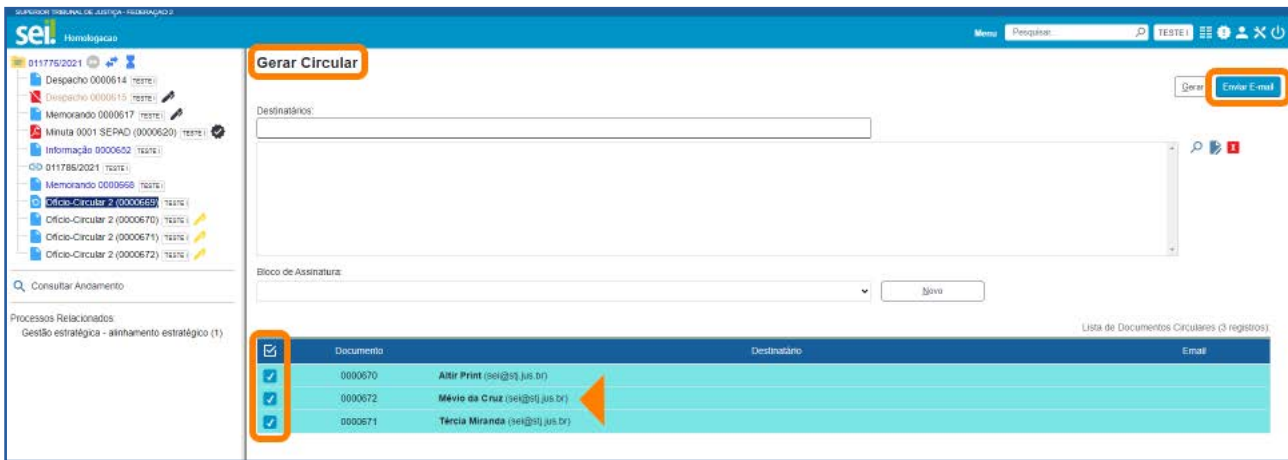 SUPERIOR TRIBUNAL DE JUSTIÇA - FEDERAÇÃO 2
sei. Homologacao
Menu Pesquisar... TESTE I
011775/2021
Despacho 0000614 TESTE I
Despacho 0000615 TESTE I
Memorando 0000617 TESTE I
Minuta 0001 SEPAD (0000620) TESTE I
Informação 0000652 TESTE I
011785/2021 TESTE I
Memorando 0000668 TESTE I
Ofício-Circular 2 (0000669) TESTE I
Ofício-Circular 2 (0000670) TESTE I
Ofício-Circular 2 (0000671) TESTE I
Ofício-Circular 2 (0000672) TESTE I
Consultar Andamento
Processos Relacionados:
Gestão estratégica - alinhamento estratégico (1)
Gerar Circular
Gerar Enviar E-mail
Destinatários:
Bloco de Assinatura:
Novo
Lista de Documentos Circulares (3 registros):
Documento Destinatário Email
0000670 Altir Print (sei@stj.jus.br)
0000672 Mévio da Cruz (sei@stj.jus.br)
0000671 Tércia Miranda (sei@stj.jus.br)